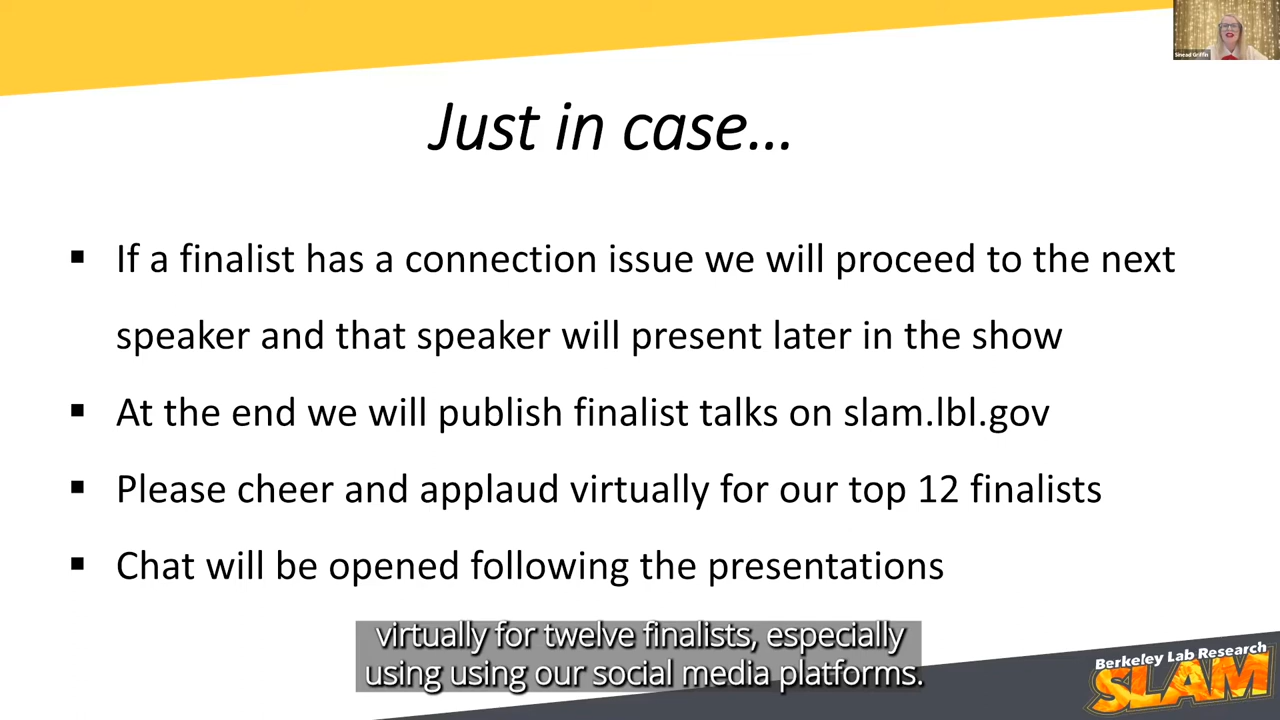 Sinead Griffin
Just in case...
▪ If a finalist has a connection issue we will proceed to the next
speaker and that speaker will present later in the show
▪ At the end we will publish finalist talks on slam.lbl.gov
▪ Please cheer and applaud virtually for our top 12 finalists
▪ Chat will be opened following the presentations
virtually for twelve finalists, especially
using using our social media platforms.
Berkeley Lab Research
SLAM